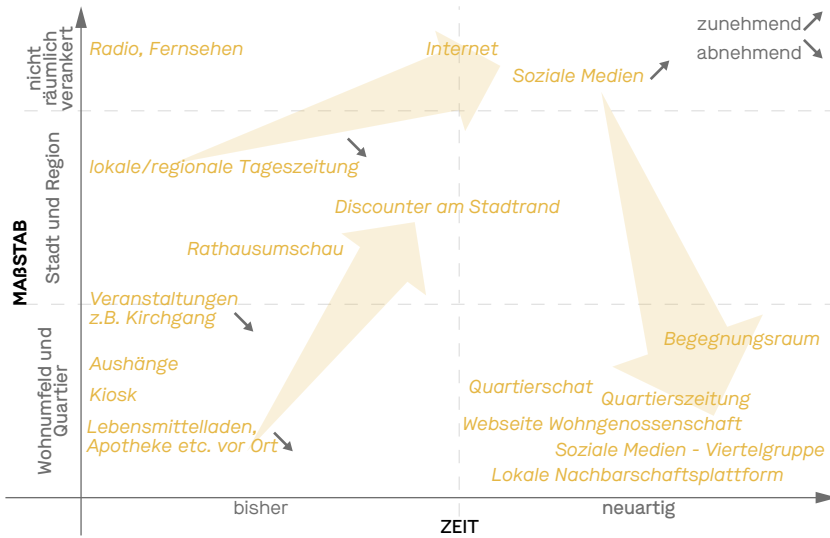 zunehmend
abnehmend
MAßSTAB
nicht
räumlich
verankert
Radio, Fernsehen
Internet
Soziale Medien
Stadt und Region
lokale/regionale Tageszeitung
Discounter am Stadtrand
Rathausumschau
Wohnumfeld und
Quartier
Veranstaltungen
z.B. Kirchgang
Begegnungsraum
Aushänge
Quartierschat
Kiosk
Quartierszeitung
Lebensmittelladen,
Apotheke etc. vor Ort
Webseite Wohngenossenschaft
Soziale Medien - Viertelgruppe
Lokale Nachbarschaftsplattform
bisher
neuartig
ZEIT